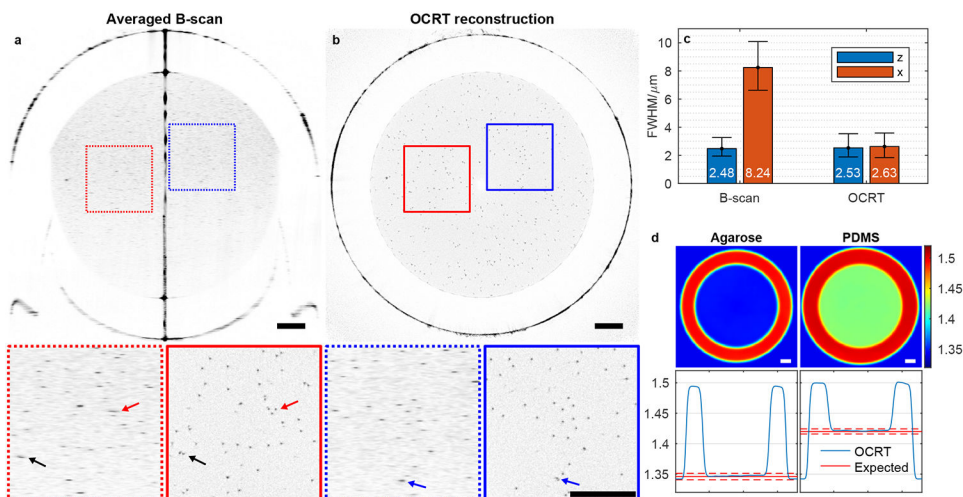 Averaged B-scan
OCRT reconstruction
a
b
c
FWHM/μm
10
8
6
4
2
0
z
x
2.48
8.24
2.53
2.63
B-scan
OCRT
d
Agarose
PDMS
1.5
1.45
1.4
1.35
1.5
1.45
1.4
1.35
OCRT
Expected